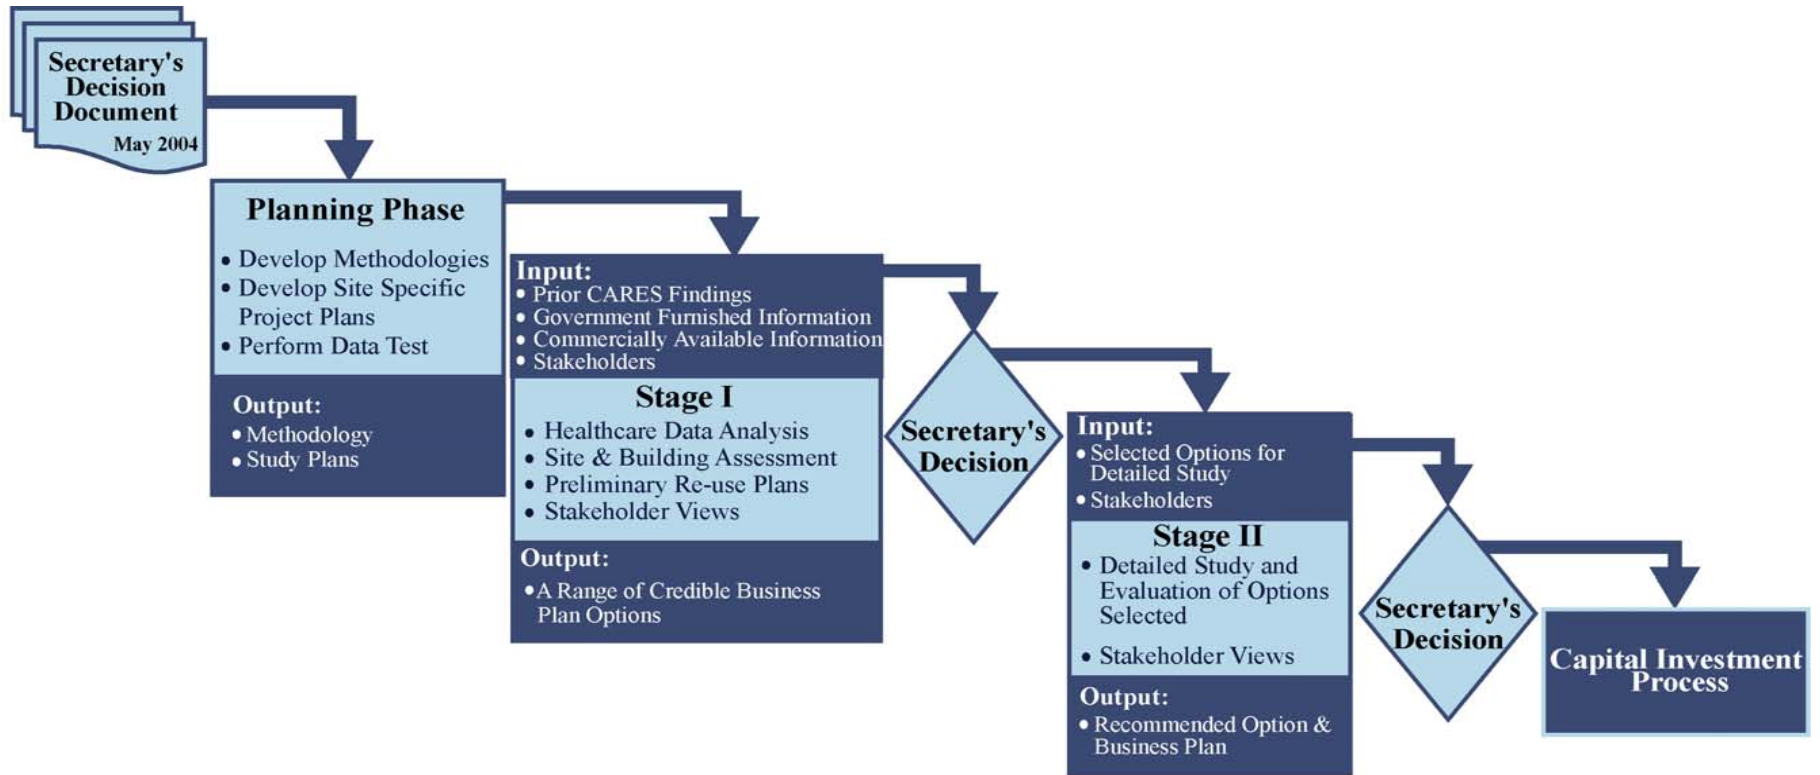 Secretary's
Decision
Document
May 2004
Planning Phase
• Develop Methodologies
• Develop Site Specific
Project Plans
• Perform Data Test
Output:
• Methodology
• Study Plans
Input:
• Prior CARES Findings
• Government Furnished Information
• Commercially Available Information
• Stakeholders
Stage I
• Healthcare Data Analysis
• Site & Building Assessment
• Preliminary Re-use Plans
• Stakeholder Views
Output:
• A Range of Credible Business
Plan Options
Secretary's
Decision
Input:
• Selected Options for
Detailed Study
• Stakeholders
Stage II
• Detailed Study and
Evaluation of Options
Selected
• Stakeholder Views
Output:
• Recommended Option &
Business Plan
Secretary's
Decision
Capital Investment
Process